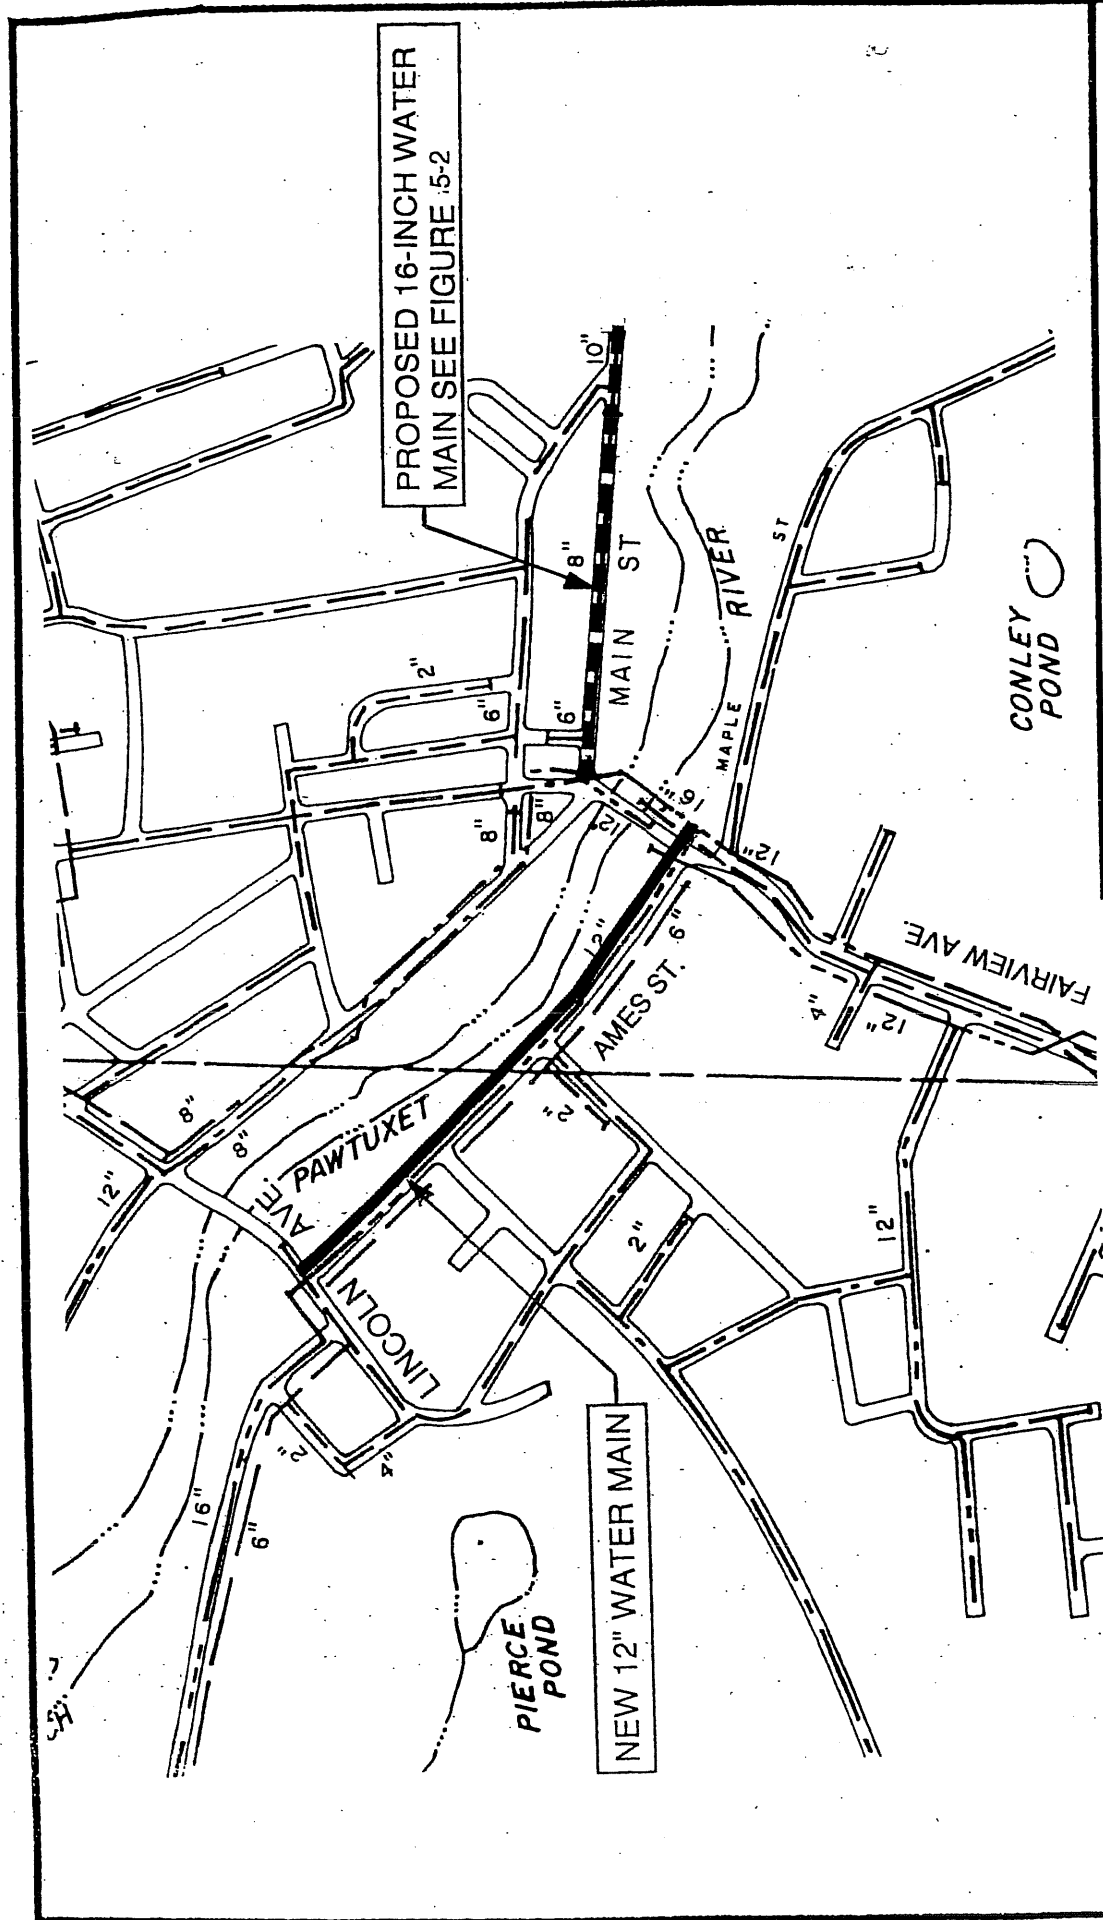 PROPOSED 16-INCH WATER
MAIN SEE FIGURE 5-2
10"
8"
MAIN ST
6"
6"
2"
8"
8"
12"
16"
RIVER
MAPLE ST
CONLEY
POND
12"
FAIRVIEW AVE.
4"
12"
12"
6"
AMES ST.
PAWTUXET
8"
8"
12"
LINCOLN AVE.
2"
2"
12"
16"
6"
2"
4"
PIERCE
POND
NEW 12" WATER MAIN